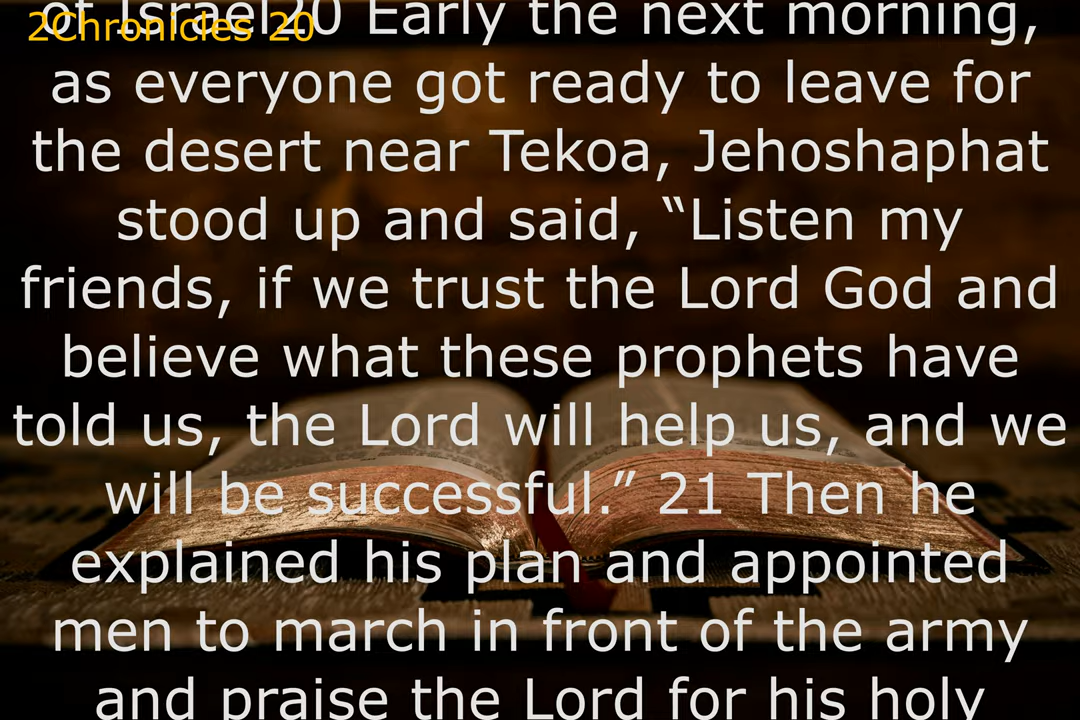 2Chronicles 20
of Israel20 Early the next morning,
as everyone got ready to leave for
the desert near Tekoa, Jehoshaphat
stood up and said, “Listen my
friends, if we trust the Lord God and
believe what these prophets have
told us, the Lord will help us, and we
will be successful.” 21 Then he
explained his plan and appointed
men to march in front of the army
and praise the Lord for his holy